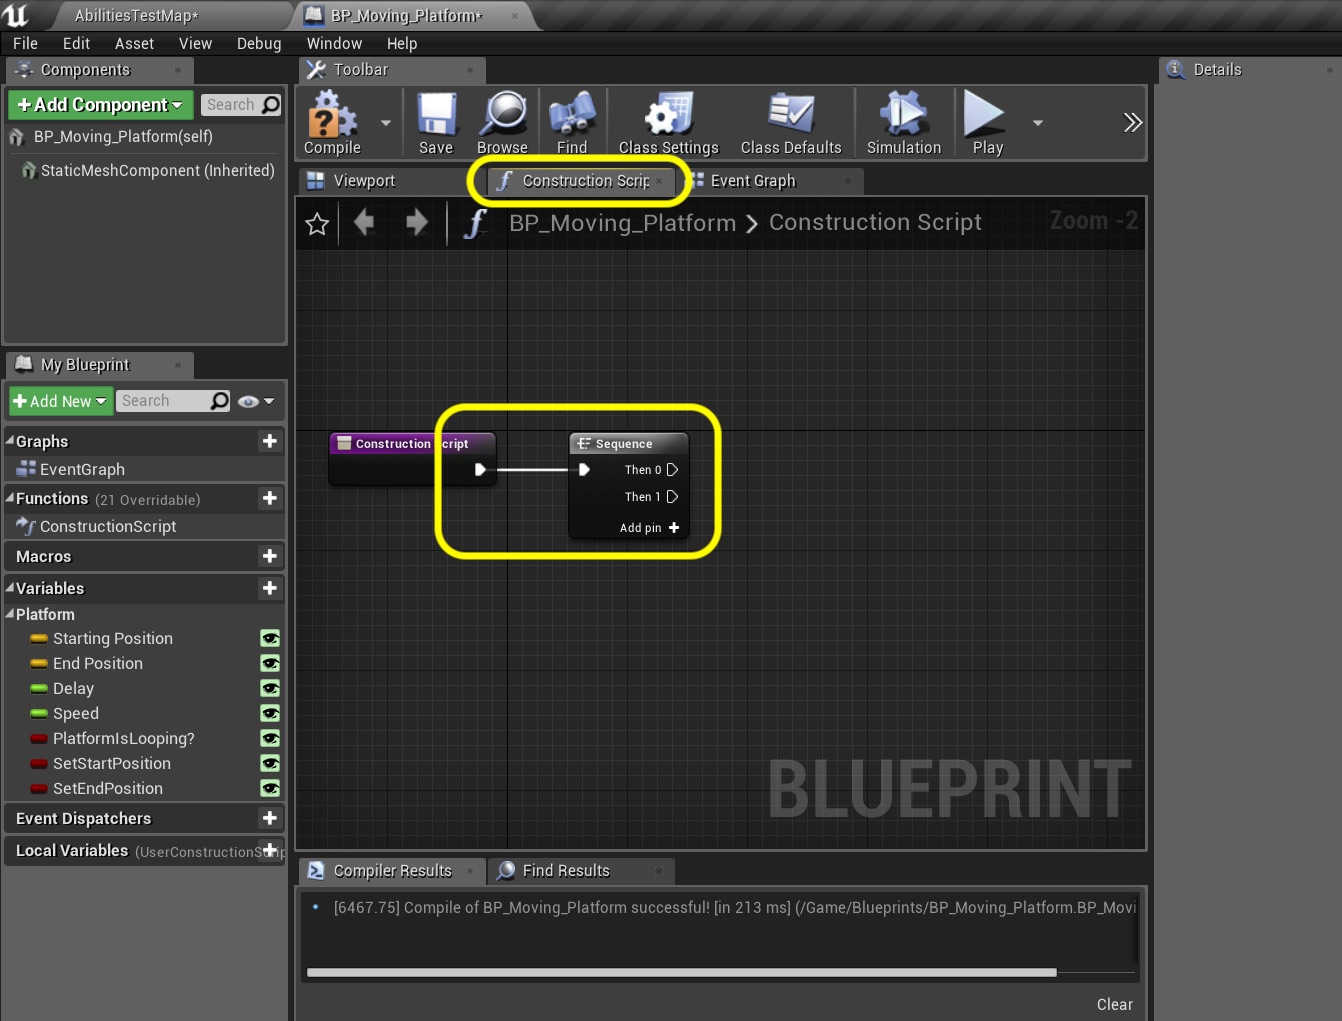 AbilitiesTestMap*
BP_Moving_Platform*
File Edit Asset View Debug Window Help
Components
Toolbar
Details
Add Component
Search
BP_Moving_Platform(self)
StaticMeshComponent (Inherited)
Compile Save Browse Find Class Settings Class Defaults Simulation Play
Viewport
Construction Scrip
Event Graph
BP_Moving_Platform > Construction Script
Zoom -2
My Blueprint
Add New
Search
Graphs
EventGraph
Functions (21 Overridable)
ConstructionScript
Macros
Variables
Platform
Starting Position
End Position
Delay
Speed
PlatformIsLooping?
SetStartPosition
SetEndPosition
Event Dispatchers
Local Variables (UserConstructionScrip
Construction Script
Sequence
Then 0
Then 1
Add pin
BLUEPRINT
Compiler Results
Find Results
[6467.75] Compile of BP_Moving_Platform successful! [in 213 ms] (/Game/Blueprints/BP_Moving_Platform.BP_Movi
Clear